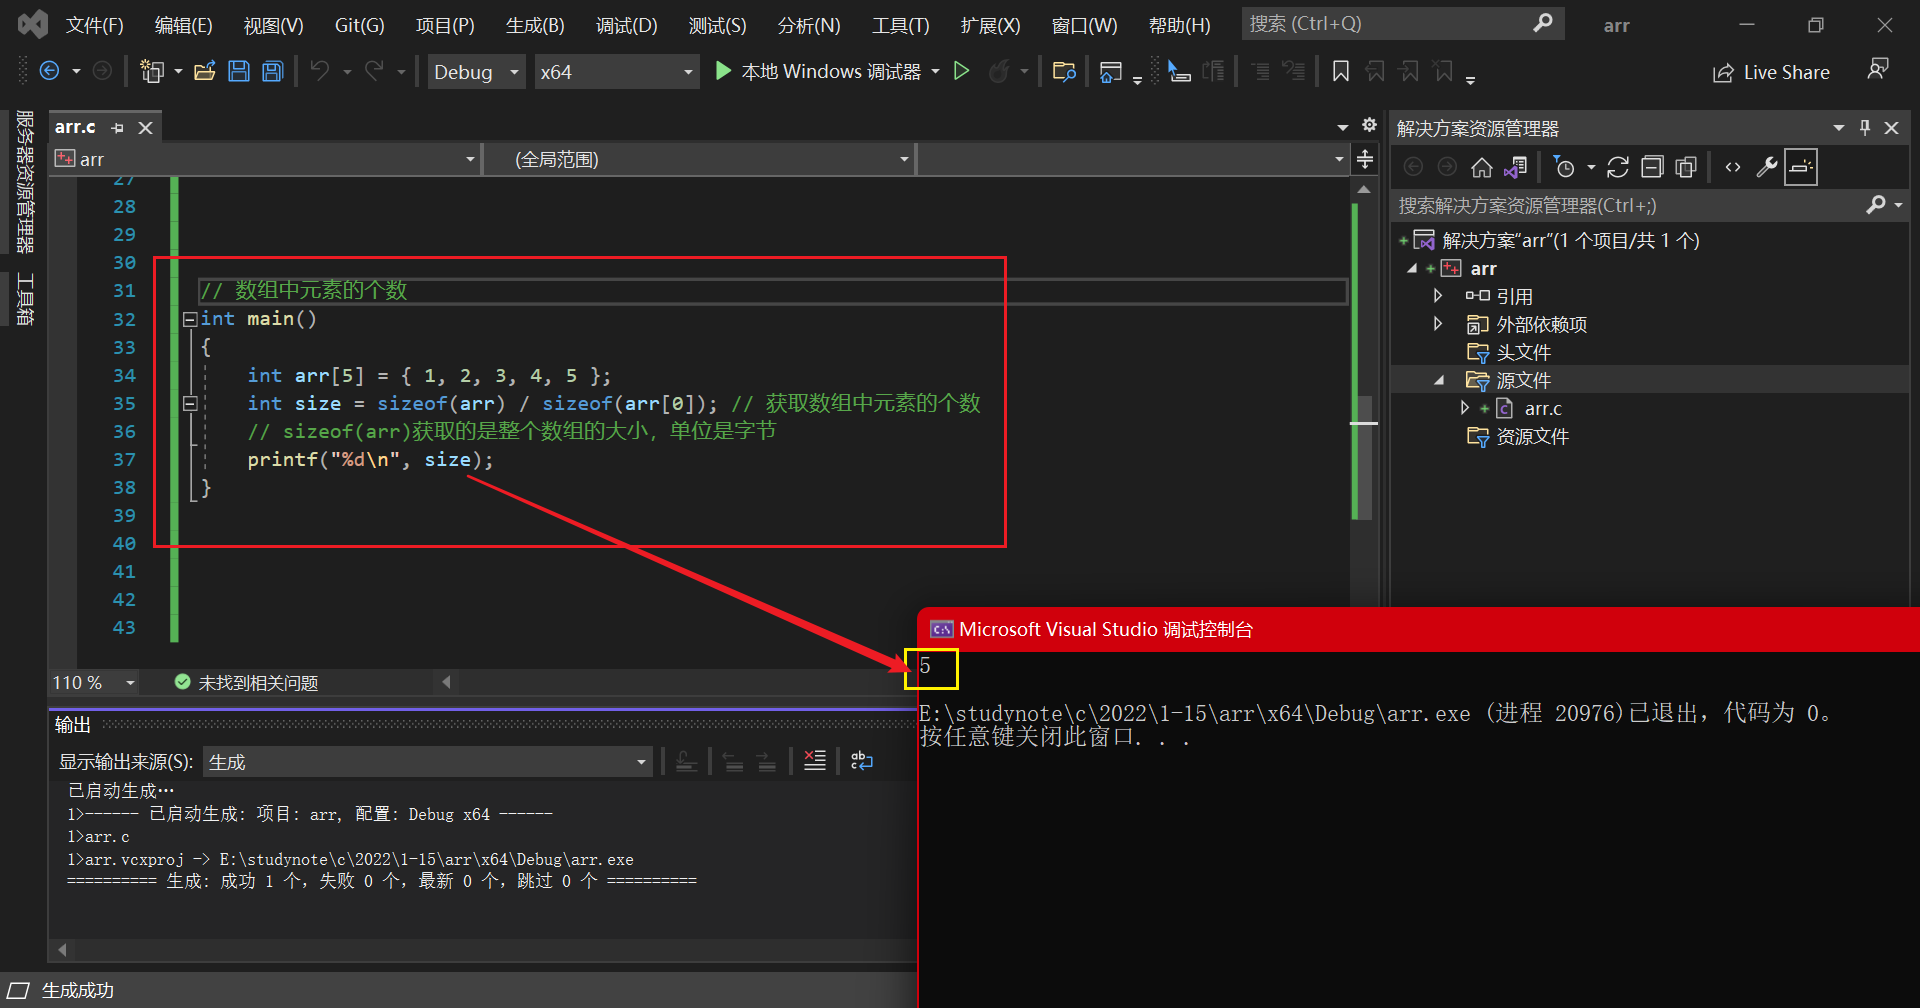 文件(F) 编辑(E) 视图(V) Git(G) 项目(P) 生成(B) 调试(D) 测试(S) 分析(N) 工具(T) 扩展(X) 窗口(W) 帮助(H) 搜索 (Ctrl+Q) arr
Debug x64 本地 Windows 调试器 Live Share
服务器资源管理器
工具箱
arr.c
arr (全局范围)
27
28
29
30
31 // 数组中元素的个数
32 int main()
33 {
34 int arr[5] = { 1, 2, 3, 4, 5 };
35 int size = sizeof(arr) / sizeof(arr[0]); // 获取数组中元素的个数
36 // sizeof(arr)获取的是整个数组的大小，单位是字节
37 printf("%d\n", size);
38 }
39
40
41
42
43
110 % 未找到相关问题
输出
显示输出来源(S): 生成
已启动生成…
1>------ 已启动生成: 项目: arr, 配置: Debug x64 ------
1>arr.c
1>arr.vcxproj -> E:\studynote\c\2022\1-15\arr\x64\Debug\arr.exe
========== 生成: 成功 1 个，失败 0 个，最新 0 个，跳过 0 个 ==========
生成成功
解决方案资源管理器
搜索解决方案资源管理器(Ctrl+;)
解决方案“arr”(1 个项目/共 1 个)
arr
引用
外部依赖项
头文件
源文件
arr.c
资源文件
Microsoft Visual Studio 调试控制台
5
E:\studynote\c\2022\1-15\arr\x64\Debug\arr.exe (进程 20976)已退出，代码为 0。
按任意键关闭此窗口. . .